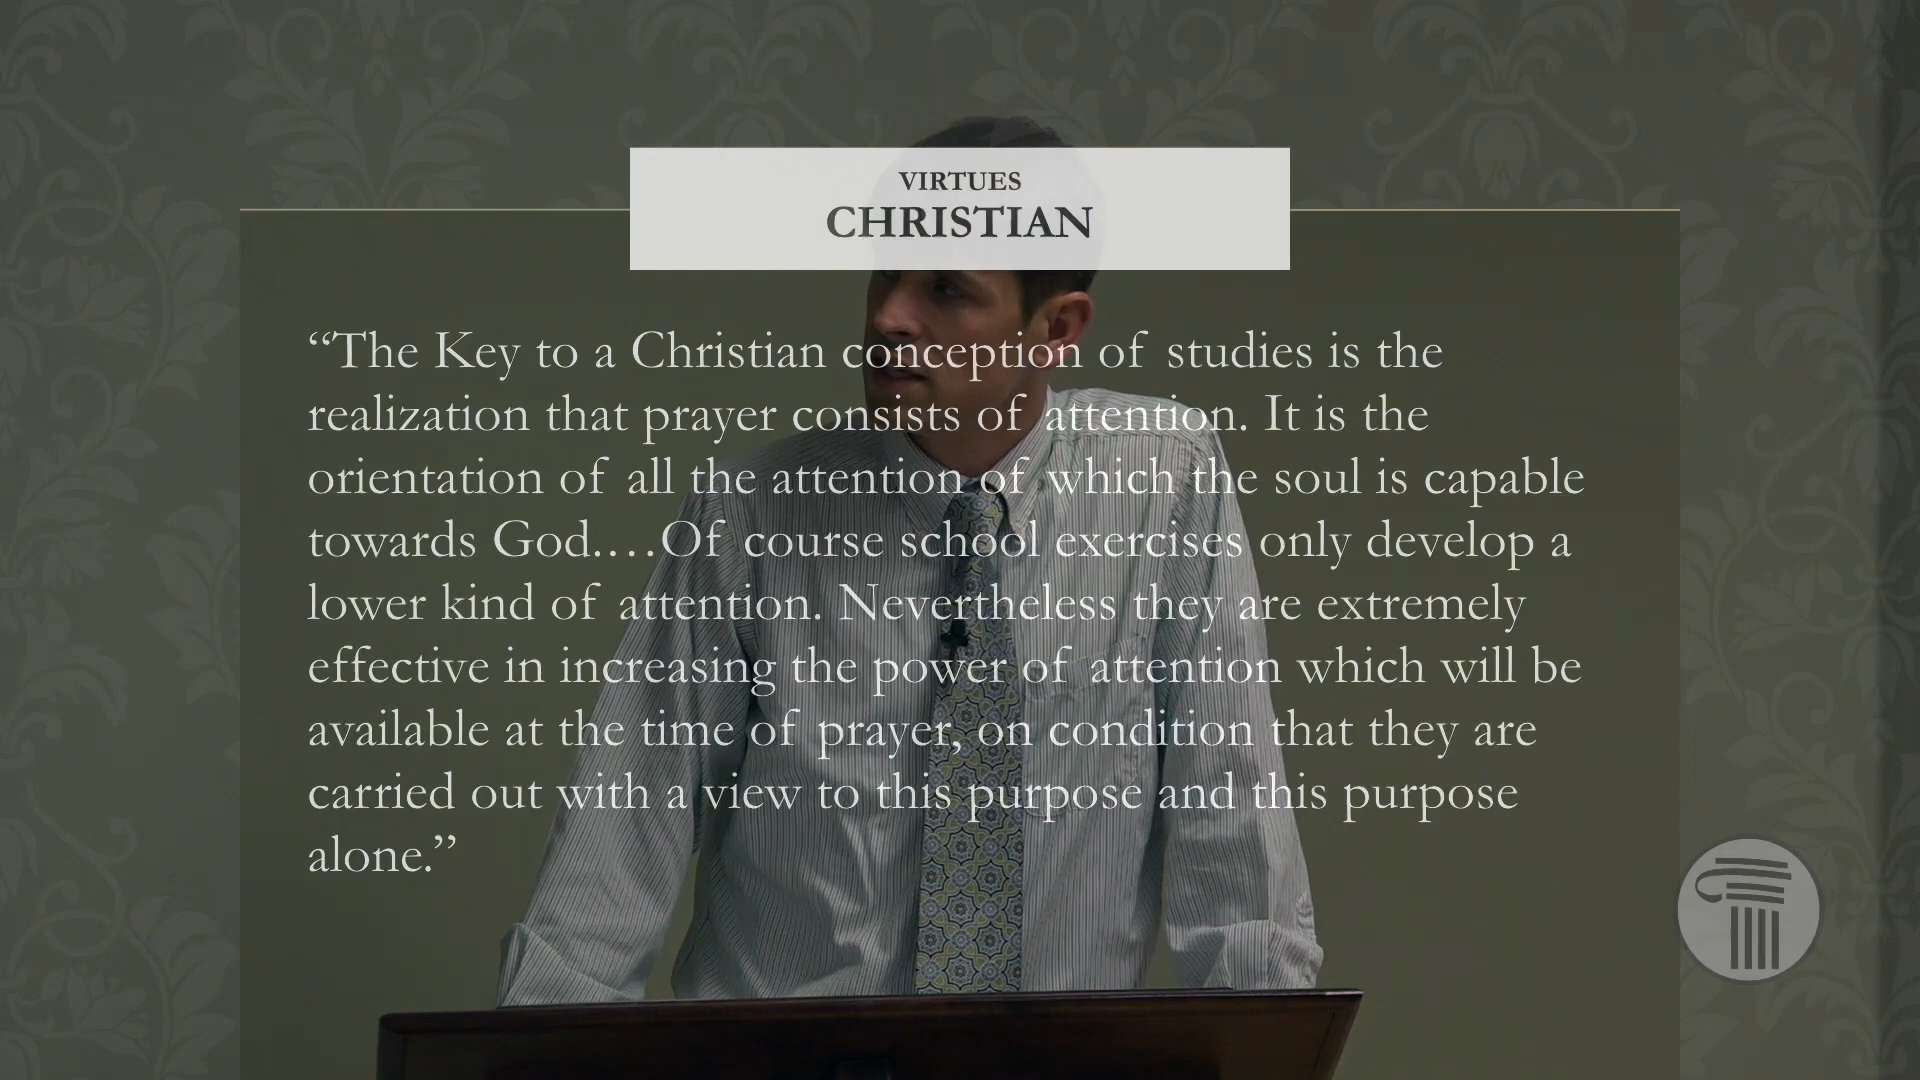 VIRTUES
CHRISTIAN
“The Key to a Christian conception of studies is the
realization that prayer consists of attention. It is the
orientation of all the attention of which the soul is capable
towards God.…Of course school exercises only develop a
lower kind of attention. Nevertheless they are extremely
effective in increasing the power of attention which will be
available at the time of prayer, on condition that they are
carried out with a view to this purpose and this purpose
alone.”